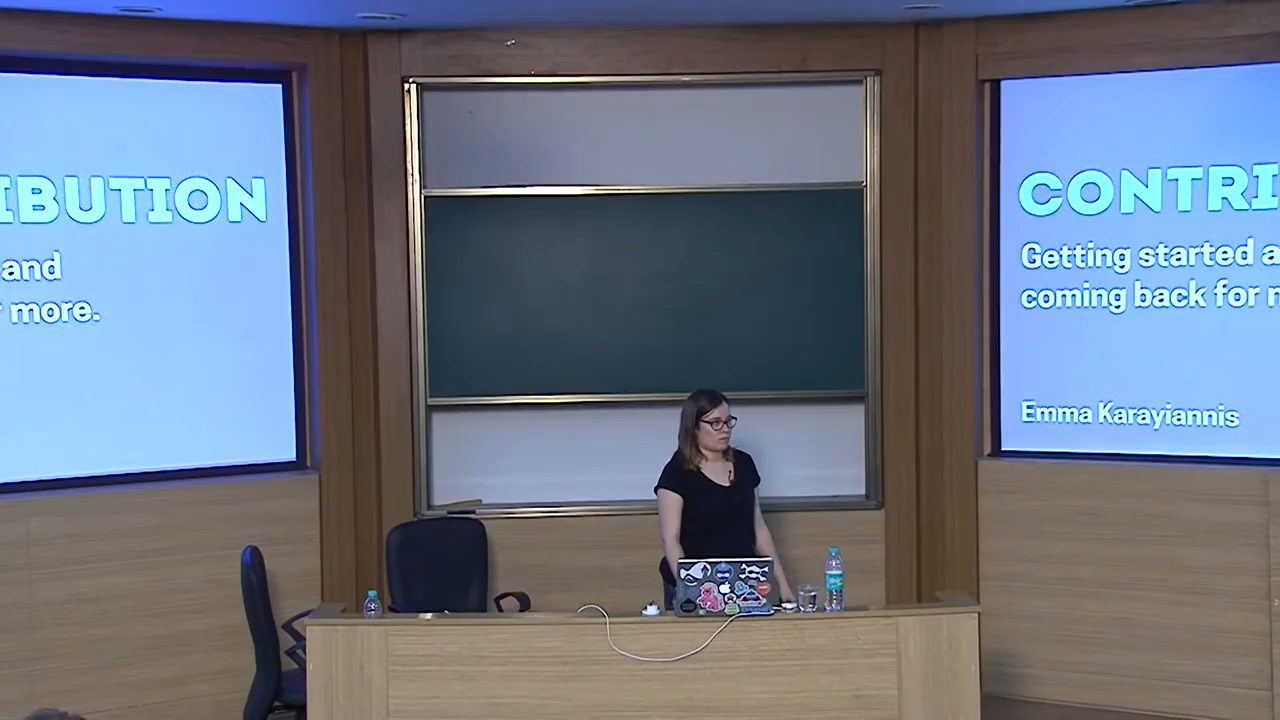 IBUTION
and
more.
CONTRI
Getting started a
coming back for
Emma Karayiannis